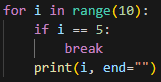 for i in range(10):
    if i == 5:
        break
    print(i, end="")